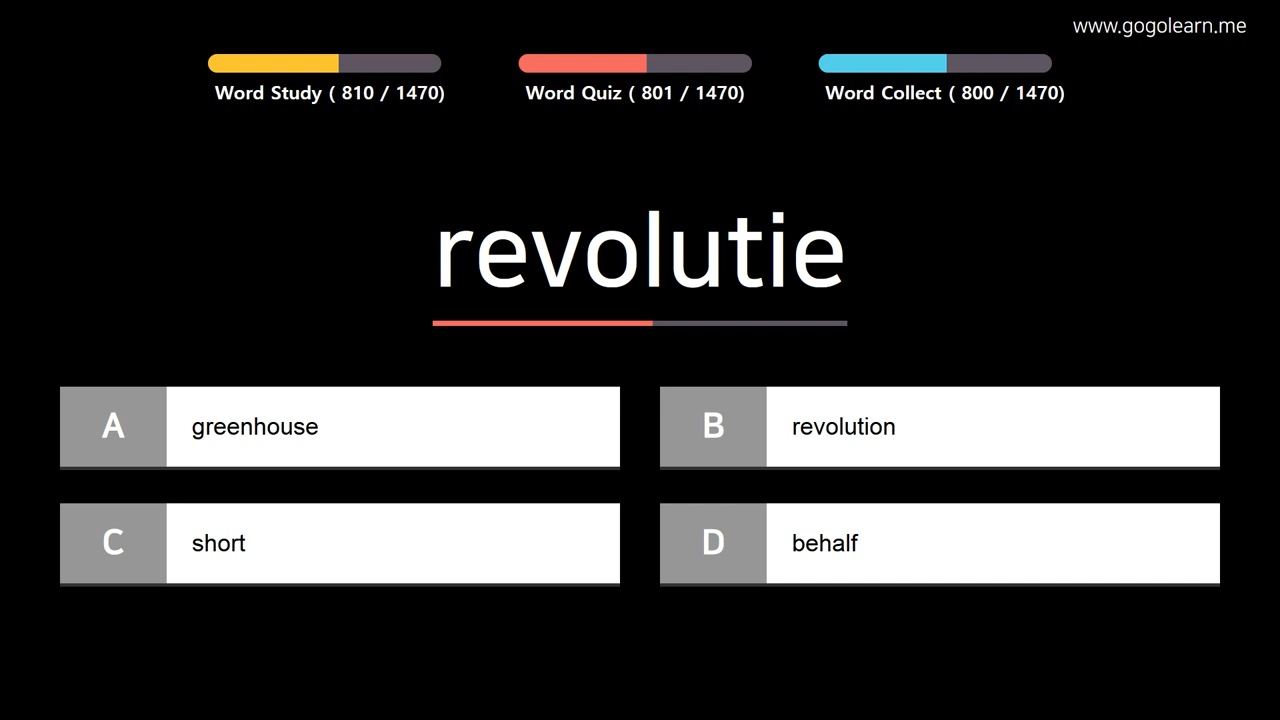 www.gogolearn.me
Word Study ( 810 / 1470)
Word Quiz ( 801 / 1470)
Word Collect ( 800 / 1470)
revolutie
A greenhouse
B revolution
C short
D behalf